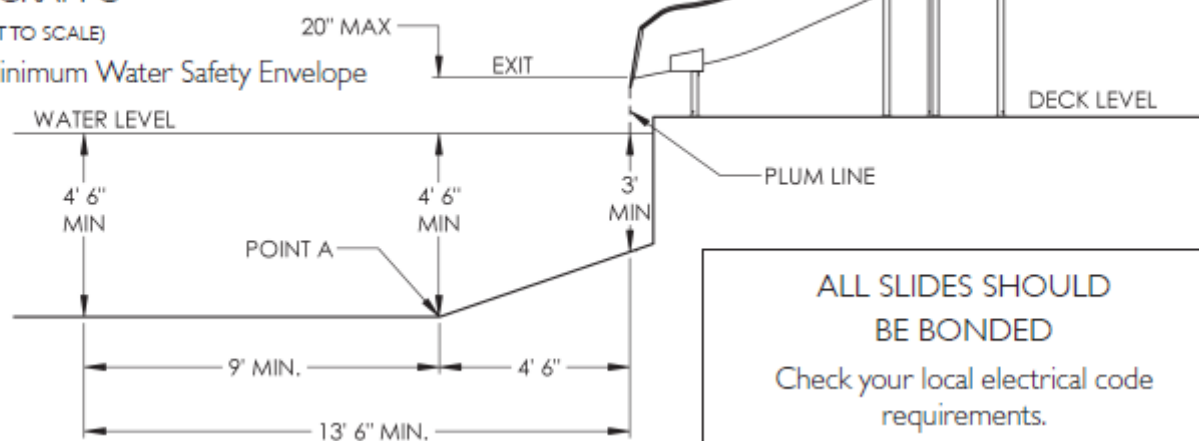 T TO SCALE)
20" MAX
inimum Water Safety Envelope
EXIT
WATER LEVEL
DECK LEVEL
4' 6"
MIN
4' 6"
MIN
3'
MIN
PLUM LINE
POINT A
9' MIN.
4' 6"
13' 6" MIN.
ALL SLIDES SHOULD
BE BONDED
Check your local electrical code
requirements.